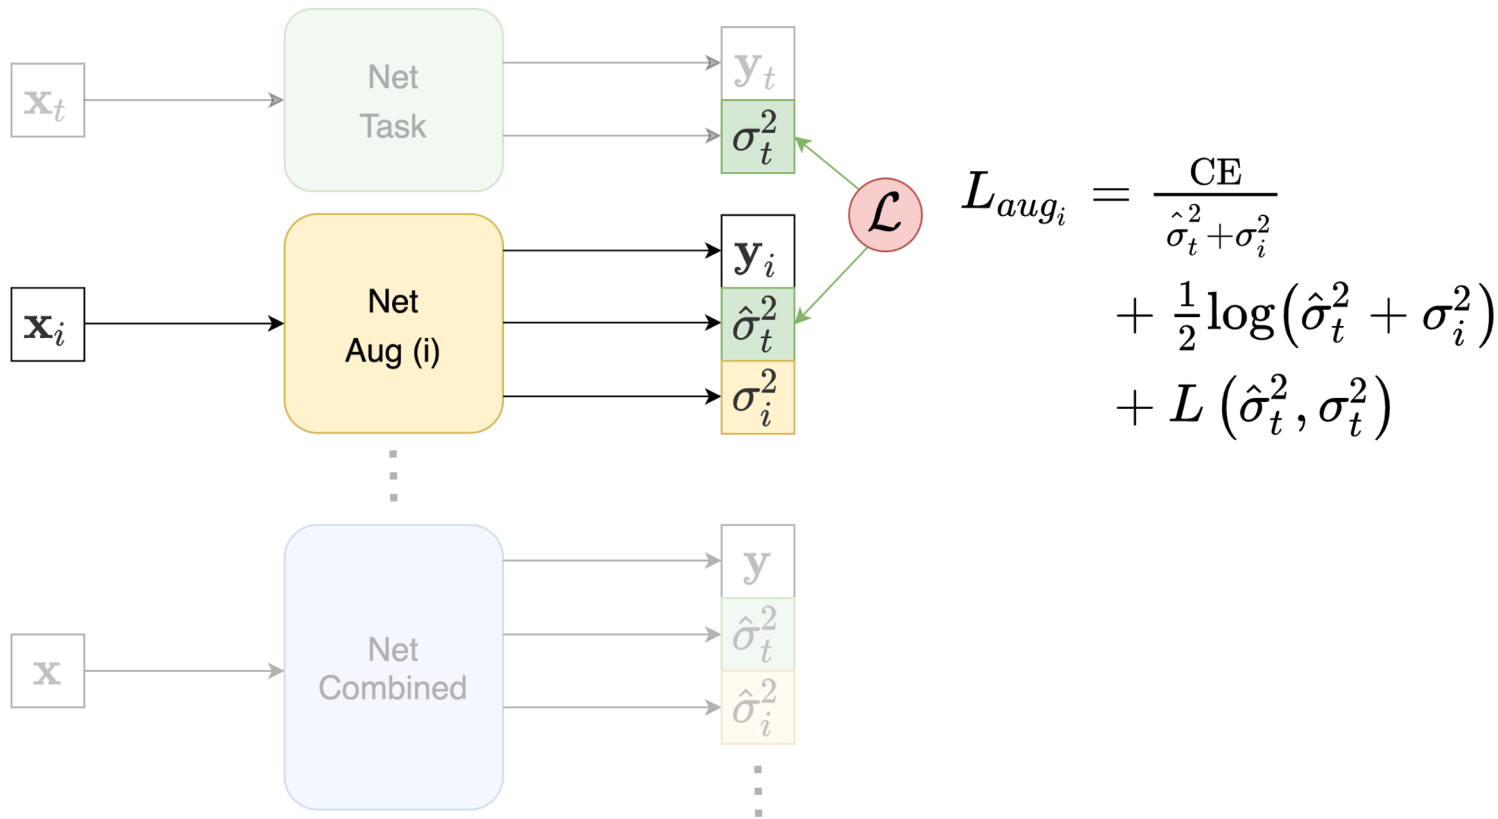 x_t
Net
Task
y_t
σ_t^2
ℒ
x_i
Net
Aug (i)
y_i
σ̂_t^2
σ_i^2
x
Net
Combined
y
σ̂_t^2
σ̂_i^2
L_{aug_i} = CE / (σ̂_t^2 + σ_i^2)
+ 1/2 log(σ̂_t^2 + σ_i^2)
+ L (σ̂_t^2, σ_t^2)